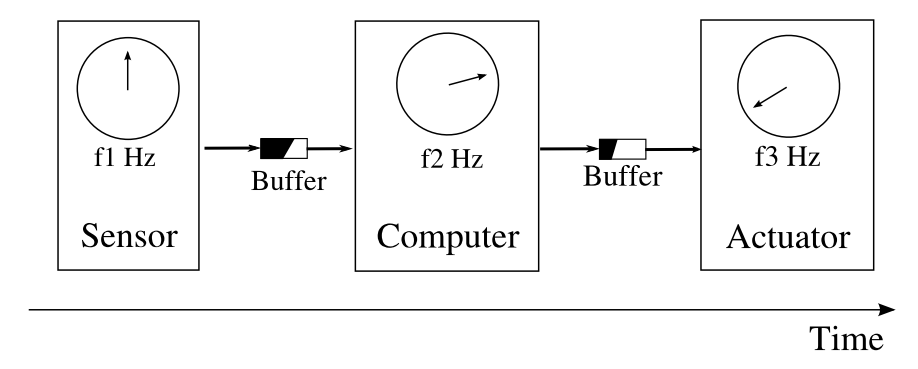 f1 Hz
Buffer
Sensor
f2 Hz
Buffer
Computer
f3 Hz
Actuator
Time